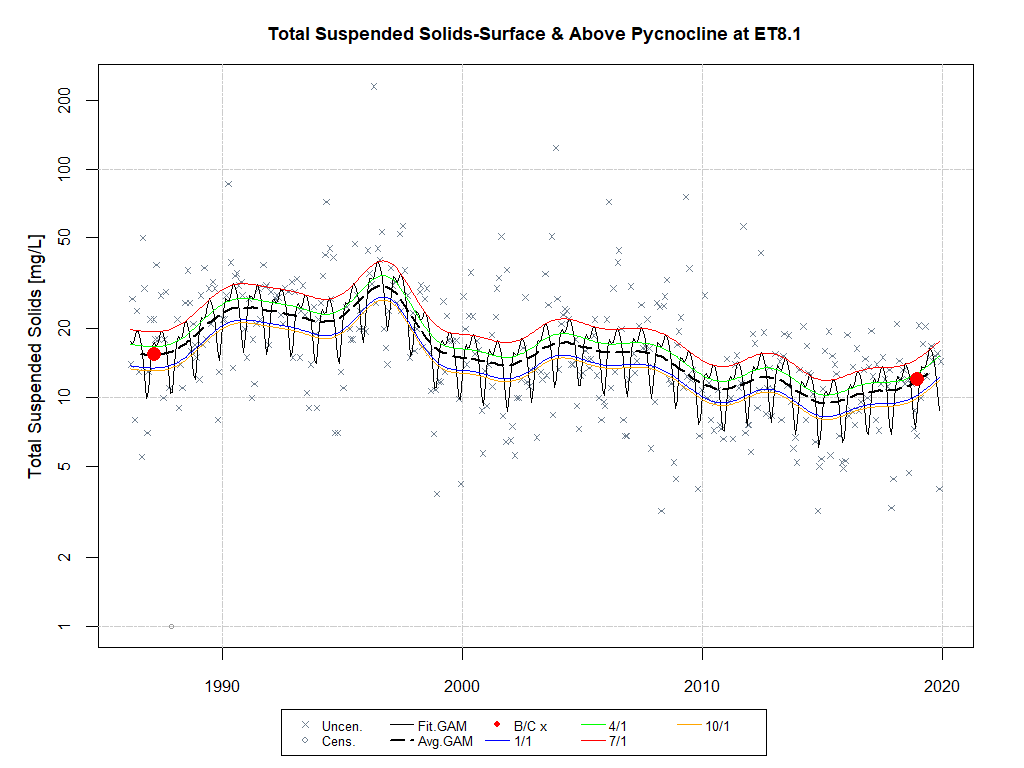 Total Suspended Solids-Surface & Above Pycnocline at ET8.1
Total Suspended Solids [mg/L]
200
100
50
20
10
5
2
1
1990 2000 2010 2020
Uncen. Fit.GAM B/C x 4/1 10/1
Cens. Avg.GAM 1/1 7/1